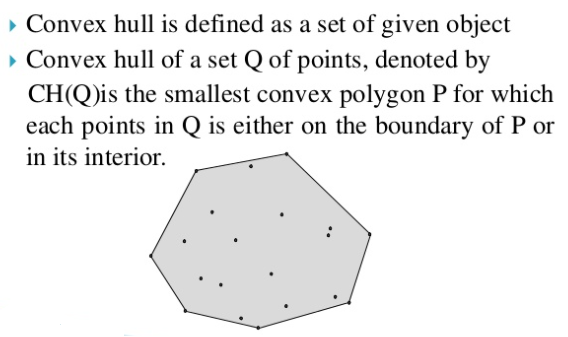 Convex hull is defined as a set of given object
Convex hull of a set Q of points, denoted by
CH(Q)is the smallest convex polygon P for which
each points in Q is either on the boundary of P or
in its interior.